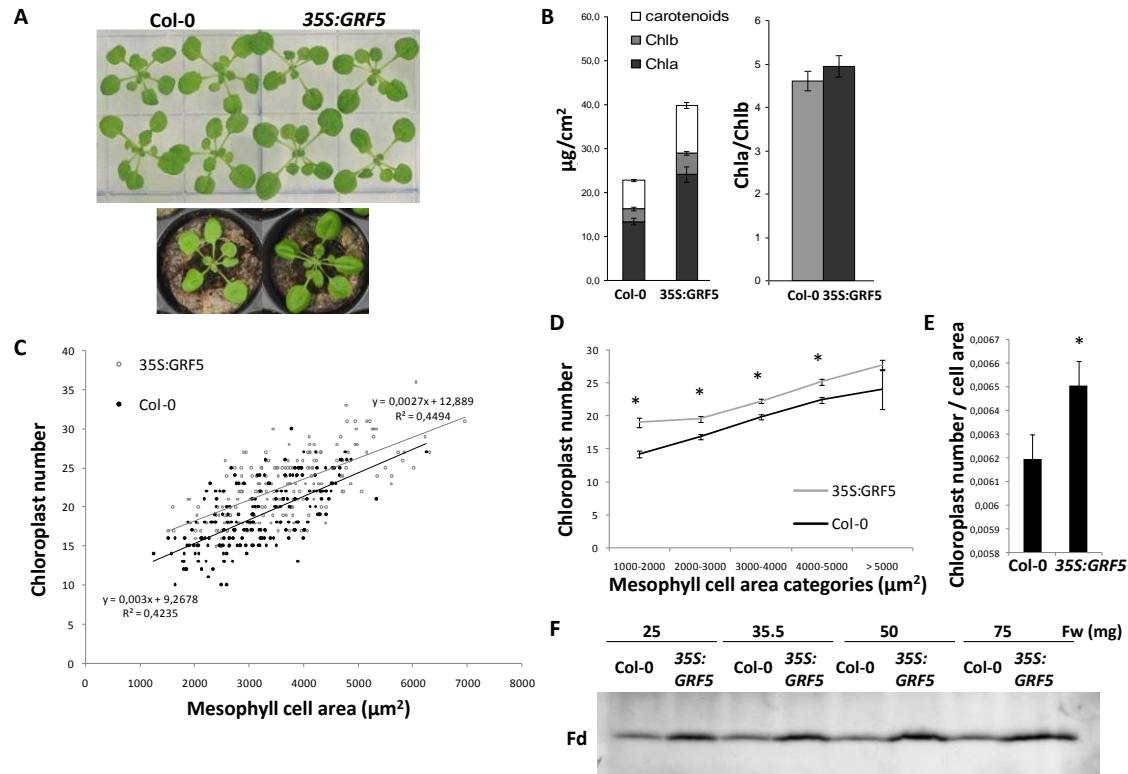 A
Col-0 35S:GRF5
B
60,0
50,0
40,0
30,0
20,0
10,0
0,0
µg/cm²
carotenoids
Chlb
Chla
Col-0 35S:GRF5
6
5
4
3
2
1
0
Chla/Chlb
Col-0 35S:GRF5
C
40
35
30
25
20
15
10
5
0
Chloroplast number
35S:GRF5
Col-0
y = 0,0027x + 12,889
R² = 0,4494
y = 0,003x + 9,2678
R² = 0,4235
0 1000 2000 3000 4000 5000 6000 7000 8000
Mesophyll cell area (µm²)
D
30
25
20
15
10
5
0
Chloroplast number
* * * *
35S:GRF5
Col-0
1000-2000 2000-3000 3000-4000 4000-5000 > 5000
Mesophyll cell area categories (µm²)
E
0,0067
0,0066
0,0065
0,0064
0,0063
0,0062
0,0061
0,006
0,0059
0,0058
Chloroplast number / cell area
*
Col-0 35S:GRF5
F
25 35.5 50 75 Fw (mg)
Col-0 35S: GRF5 Col-0 35S: GRF5 Col-0 35S: GRF5 Col-0 35S: GRF5
Fd